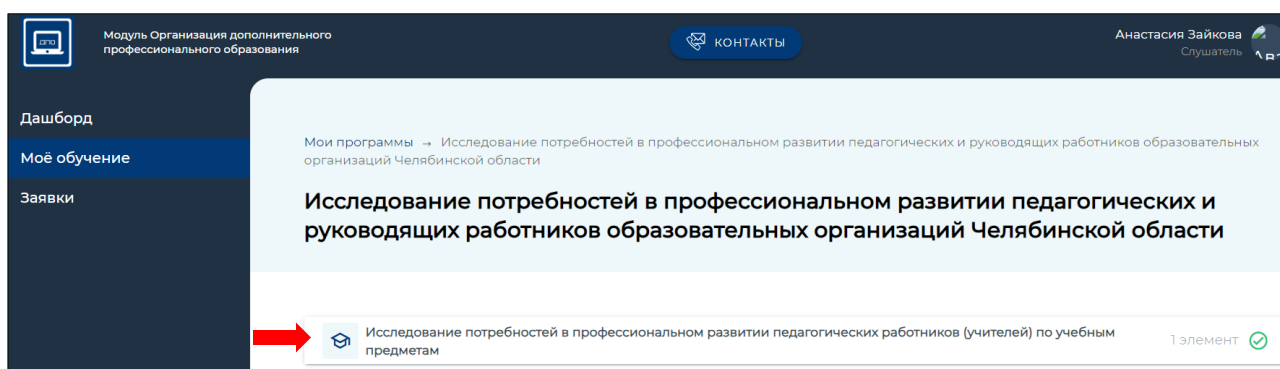 дпо
Модуль Организация дополнительного
профессионального образования
КОНТАКТЫ
Анастасия Зайкова
Слушатель
Дашборд
Моё обучение
Заявки
Мои программы → Исследование потребностей в профессиональном развитии педагогических и руководящих работников образовательных
организаций Челябинской области
Исследование потребностей в профессиональном развитии педагогических и
руководящих работников образовательных организаций Челябинской области
Исследование потребностей в профессиональном развитии педагогических работников (учителей) по учебным
предметам
1 элемент